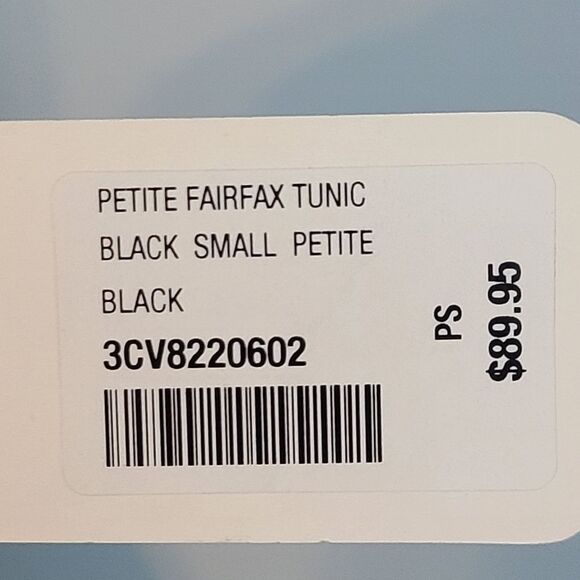 PETITE FAIRFAX TUNIC
BLACK SMALL PETITE
BLACK
3CV8220602
PS
$89.95